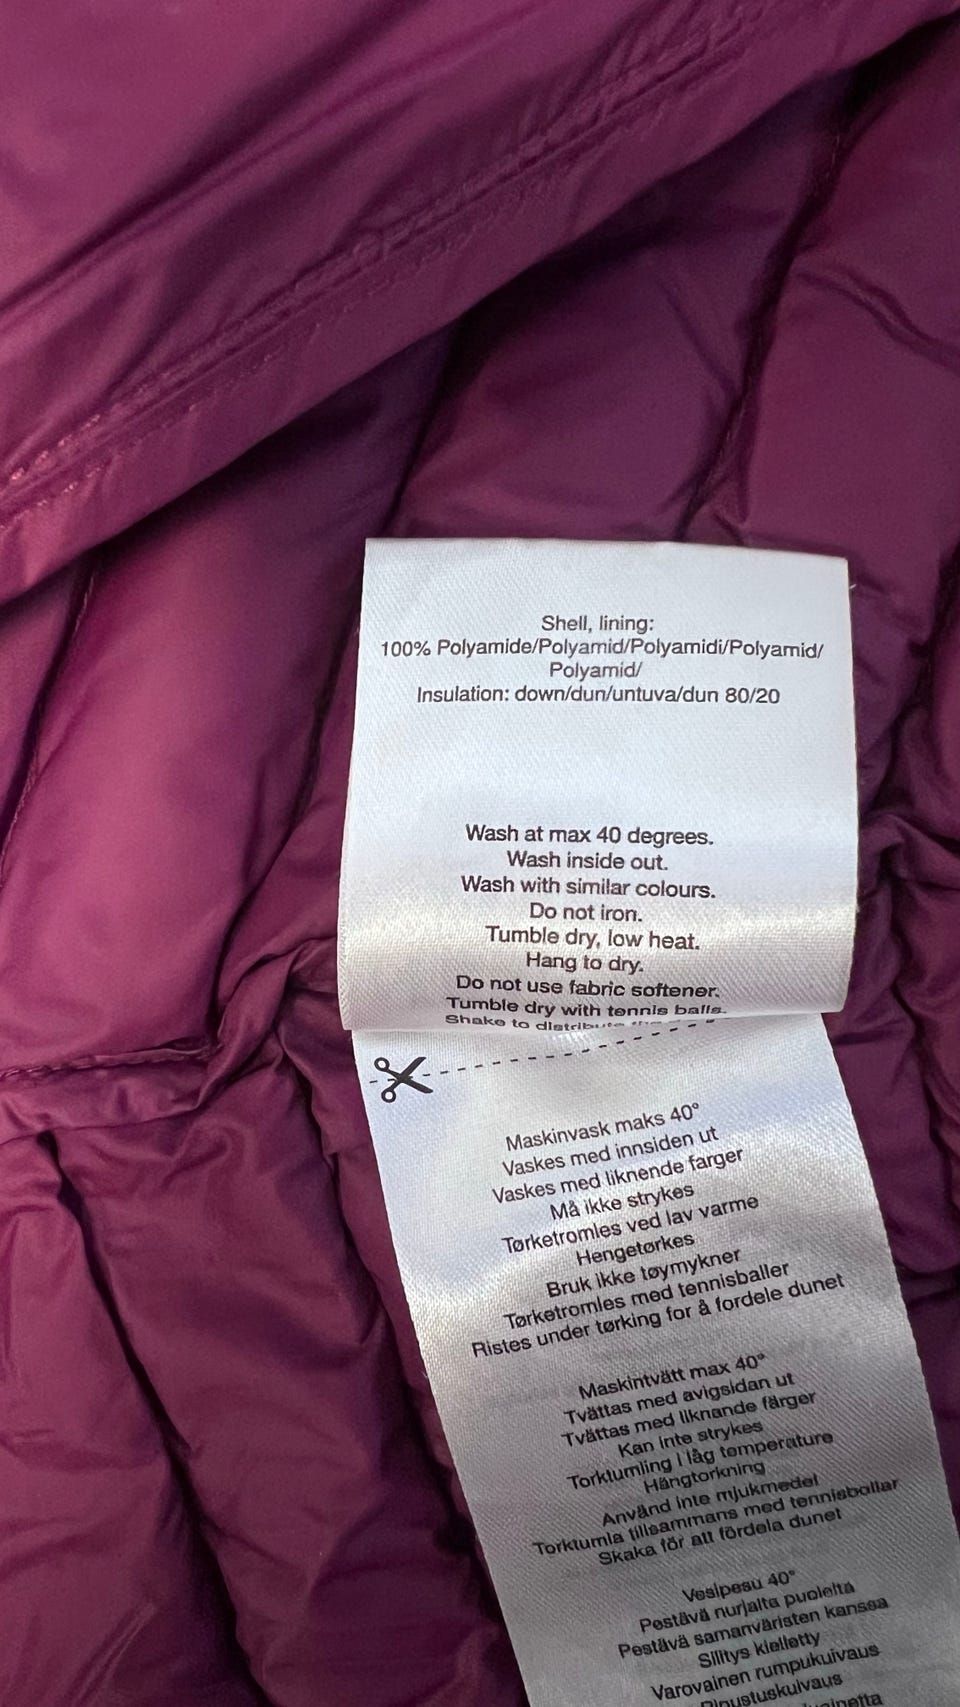 Shell, lining:
100% Polyamide/Polyamid/Polyamidi/Polyamid/
Polyamid/
Insulation: down/dun/untuva/dun 80/20
Wash at max 40 degrees.
Wash inside out.
Wash with similar colours.
Do not iron.
Tumble dry, low heat.
Hang to dry.
Do not use fabric softener.
Tumble dry with tennis balls.
Shake to distribute
Maskinvask maks 40°
Vaskes med innsiden ut
Vaskes med liknende farger
Må ikke strykes
Tørketromles ved lav varme
Hengetørkes
Bruk ikke tøymykner
Tørketromles med tennisballer
Ristes under tørking for å fordele dunet
Maskintvätt max 40°
Tvättas med avigsidan ut
Tvättas med liknande färger
Kan inte strykes
Torktumling i låg temperature
Hängtorkning
Använd inte mjukmedel
Torktumla tillsammans med tennisbollar
Skaka för att fördela dunet
Vesipesu 40°
Pestävä nurjalta puolelta
Pestävä samanväristen kanssa
Silitys kielletty
Varovainen rumpukuivaus